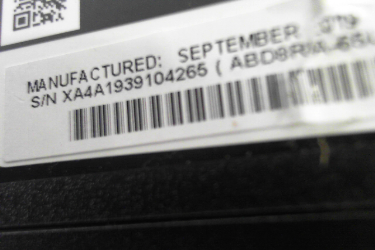 MANUFACTURED: SEPTEMBER
S/N XA4A1939104265